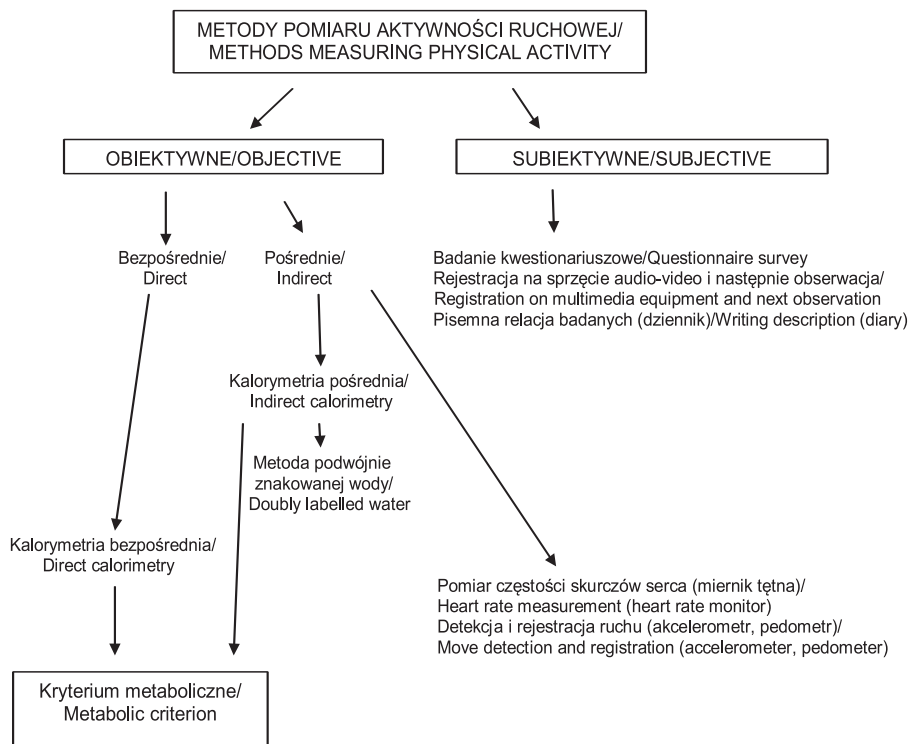 METODY POMIARU AKTYWNOŚCI RUCHOWEJ/
METHODS MEASURING PHYSICAL ACTIVITY
OBIEKTYWNE/OBJECTIVE
SUBIEKTYWNE/SUBJECTIVE
Bezpośrednie/
Direct
Pośrednie/
Indirect
Badanie kwestionariuszowe/Questionnaire survey
Rejestracja na sprzęcie audio-video i następnie obserwacja/
Registration on multimedia equipment and next observation
Pisemna relacja badanych (dziennik)/Writing description (diary)
Kalorymetria pośrednia/
Indirect calorimetry
Metoda podwójnie
znakowanej wody/
Doubly labelled water
Kalorymetria bezpośrednia/
Direct calorimetry
Pomiar częstości skurczów serca (miernik tętna)/
Heart rate measurement (heart rate monitor)
Detekcja i rejestracja ruchu (akcelerometr, pedometr)/
Move detection and registration (accelerometer, pedometer)
Kryterium metaboliczne/
Metabolic criterion